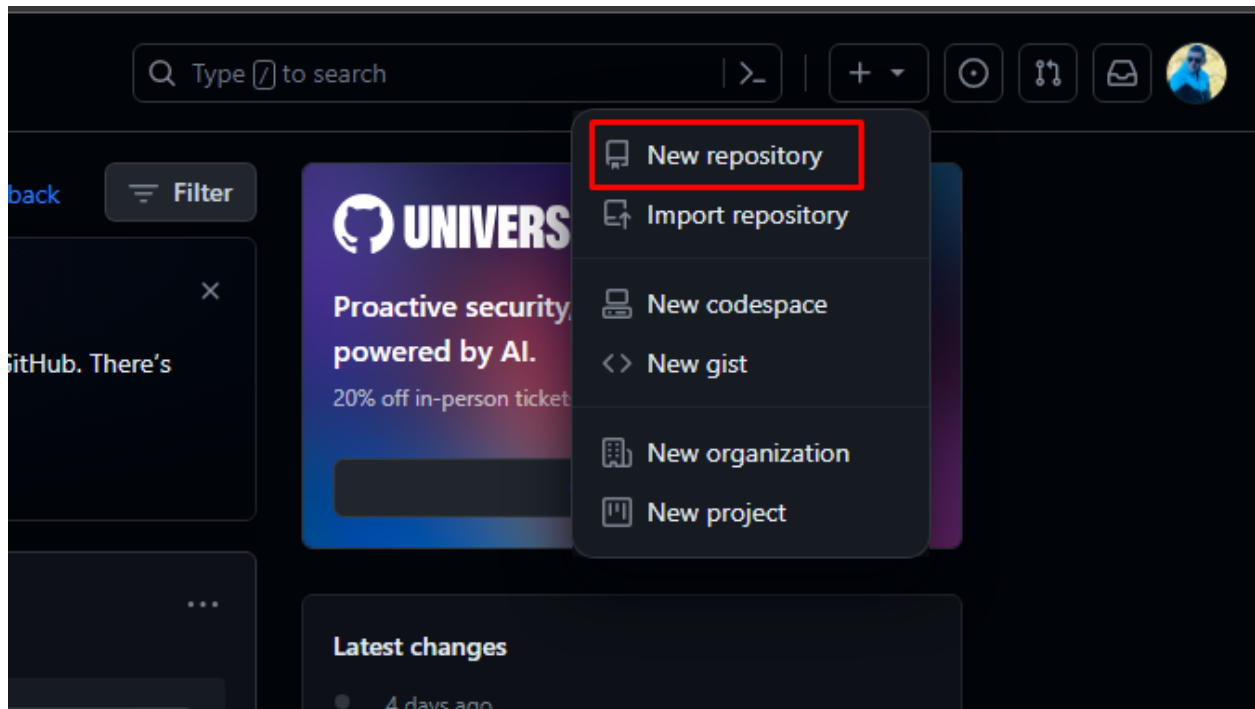 Type / to search
New repository
Import repository
New codespace
New gist
New organization
New project
back
Filter
GitHub. There's
UNIVERS
Proactive security,
powered by AI.
20% off in-person ticket
Latest changes
4 days ago